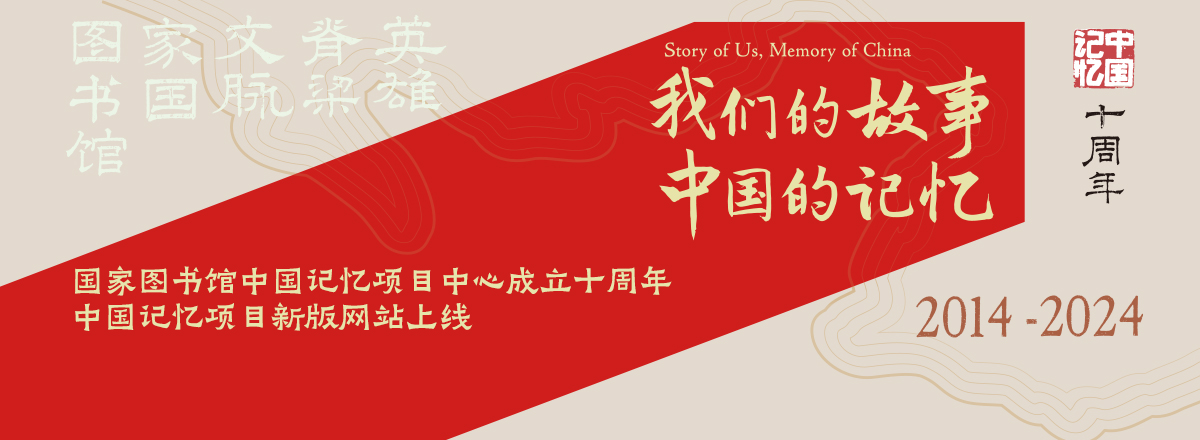 英雄
脊梁
文脉
家国
图书馆
Story of Us, Memory of China
我们的故事
中国的记忆
中国记忆
十周年
国家图书馆中国记忆项目中心成立十周年
中国记忆项目新版网站上线
2014 -2024